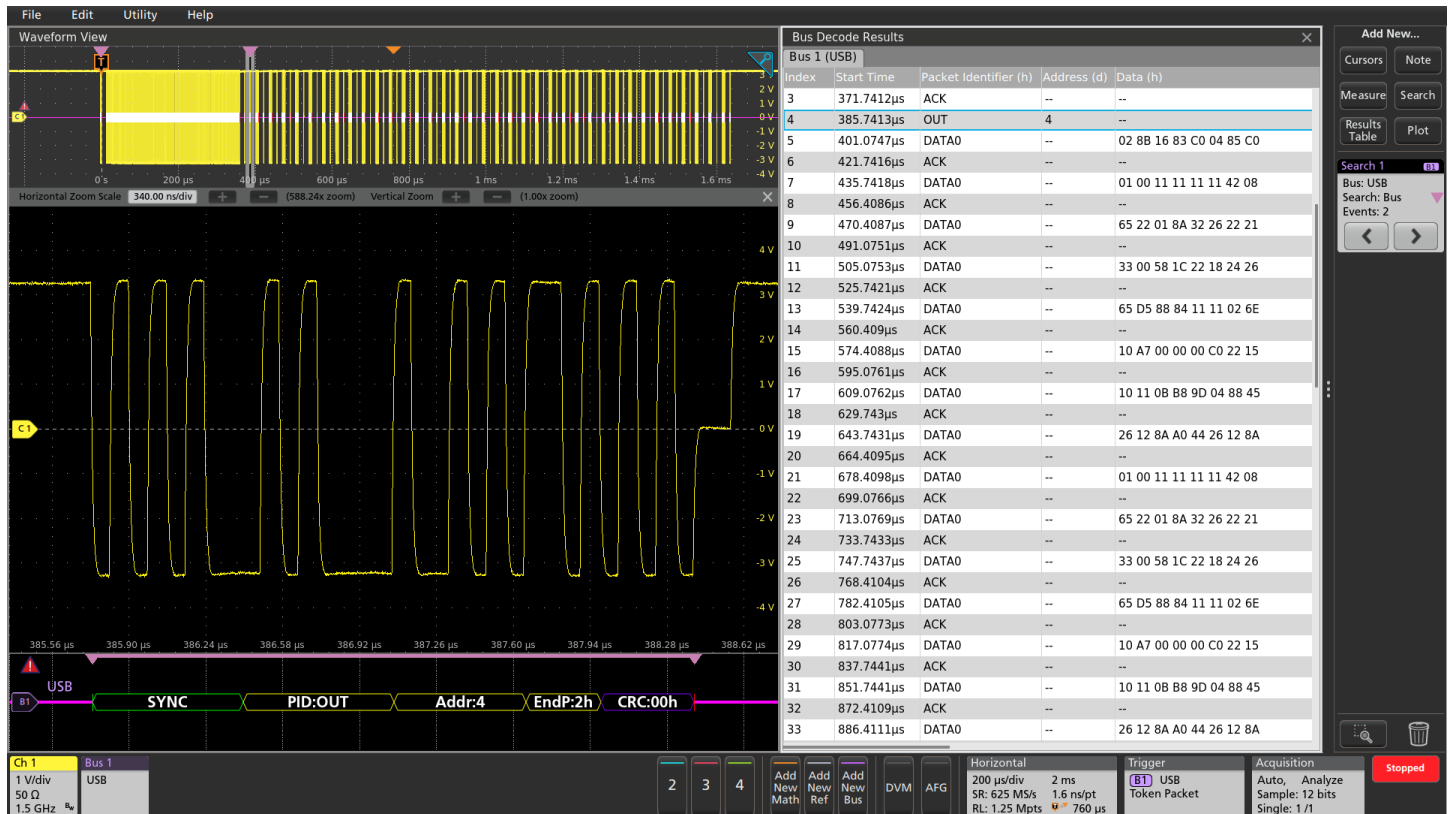 File Edit Utility Help
Waveform View
T
3 V
2 V
1 V
0 V
-1 V
-2 V
-3 V
-4 V
C1
0 s 200 µs 400 µs 600 µs 800 µs 1 ms 1.2 ms 1.4 ms 1.6 ms
Horizontal Zoom Scale 340.00 ns/div + − (588.24x zoom) Vertical Zoom + − (1.00x zoom)
4 V
3 V
2 V
1 V
C 1
0 V
-1 V
-2 V
-3 V
-4 V
385.56 µs 385.90 µs 386.24 µs 386.58 µs 386.92 µs 387.26 µs 387.60 µs 387.94 µs 388.28 µs 388.62 µs
!
USB
B1 SYNC PID:OUT Addr:4 EndP:2h CRC:00h
Bus Decode Results
Bus 1 (USB)
Index Start Time Packet Identifier (h) Address (d) Data (h)
3 371.7412µs ACK -- --
4 385.7413µs OUT 4 --
5 401.0747µs DATA0 -- 02 8B 16 83 C0 04 85 C0
6 421.7416µs ACK -- --
7 435.7418µs DATA0 -- 01 00 11 11 11 11 42 08
8 456.4086µs ACK -- --
9 470.4087µs DATA0 -- 65 22 01 8A 32 26 22 21
10 491.0751µs ACK -- --
11 505.0753µs DATA0 -- 33 00 58 1C 22 18 24 26
12 525.7421µs ACK -- --
13 539.7424µs DATA0 -- 65 D5 88 84 11 11 02 6E
14 560.409µs ACK -- --
15 574.4088µs DATA0 -- 10 A7 00 00 00 C0 22 15
16 595.0761µs ACK -- --
17 609.0762µs DATA0 -- 10 11 0B B8 9D 04 88 45
18 629.743µs ACK -- --
19 643.7431µs DATA0 -- 26 12 8A A0 44 26 12 8A
20 664.4095µs ACK -- --
21 678.4098µs DATA0 -- 01 00 11 11 11 11 42 08
22 699.0766µs ACK -- --
23 713.0769µs DATA0 -- 65 22 01 8A 32 26 22 21
24 733.7433µs ACK -- --
25 747.7437µs DATA0 -- 33 00 58 1C 22 18 24 26
26 768.4104µs ACK -- --
27 782.4105µs DATA0 -- 65 D5 88 84 11 11 02 6E
28 803.0773µs ACK -- --
29 817.0774µs DATA0 -- 10 A7 00 00 00 C0 22 15
30 837.7441µs ACK -- --
31 851.7441µs DATA0 -- 10 11 0B B8 9D 04 88 45
32 872.4109µs ACK -- --
33 886.4111µs DATA0 -- 26 12 8A A0 44 26 12 8A
Add New...
Cursors Note
Measure Search
Results
Table
Plot
Search 1 B1
Bus: USB
Search: Bus
Events: 2
Ch 1
1 V/div
50 Ω
1.5 GHz Bw
Bus 1
USB
2 3 4
Add
New
Math
Add
New
Ref
Add
New
Bus
DVM AFG
Horizontal
200 µs/div 2 ms
SR: 625 MS/s 1.6 ns/pt
RL: 1.25 Mpts 760 µs
Trigger
B1 USB
Token Packet
Acquisition
Auto, Analyze
Sample: 12 bits
Single: 1 /1
Stopped